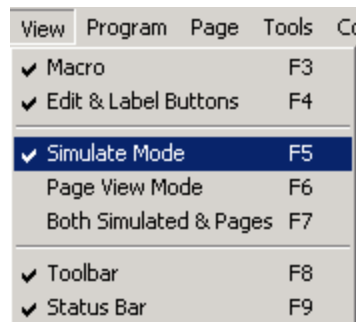 View Program Page Tools
Macro F3
Edit & Label Buttons F4
Simulate Mode F5
Page View Mode F6
Both Simulated & Pages F7
Toolbar F8
Status Bar F9